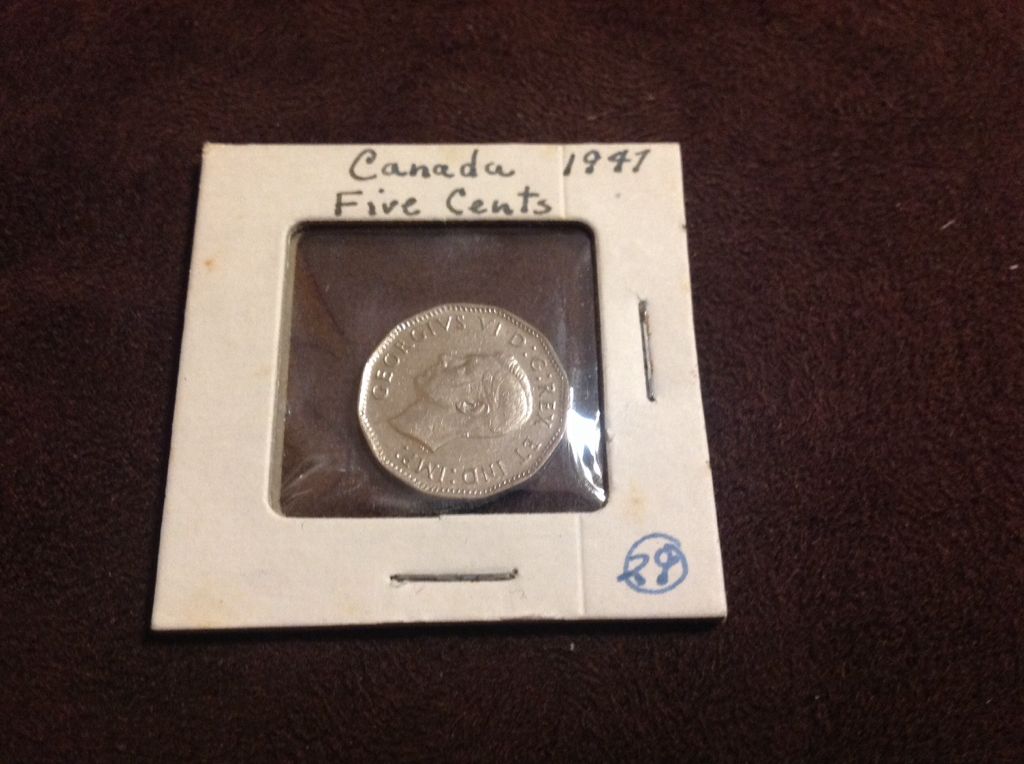 Canada 1947
Five Cents
GEORGIVS VI D:G:REX ET IND:IMP:
29